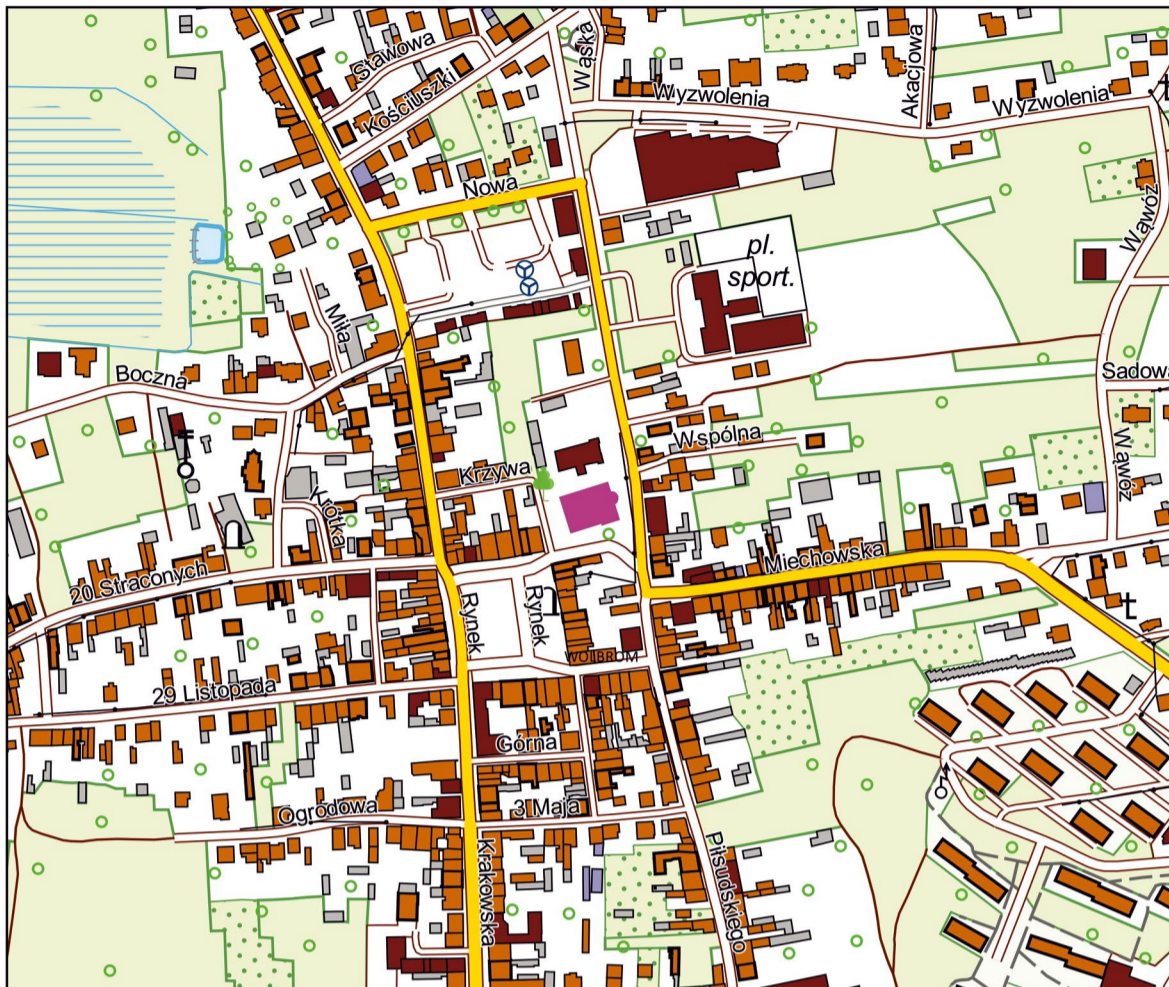 Stawowa
Wąska
Kościuszki
Akacjowa
Wyzwolenia
Wyzwolenia
Nowa
Wąwóz
pl.
sport.
Miła
Boczna
Sadowa
Wspólna
Wąwóz
Krzywa
Krótka
Miechowska
20 Straconych
Rynek
Rynek
WOLBROM
29 Listopada
Górna
Ogrodowa
3 Maja
Krakowska
Piłsudskiego